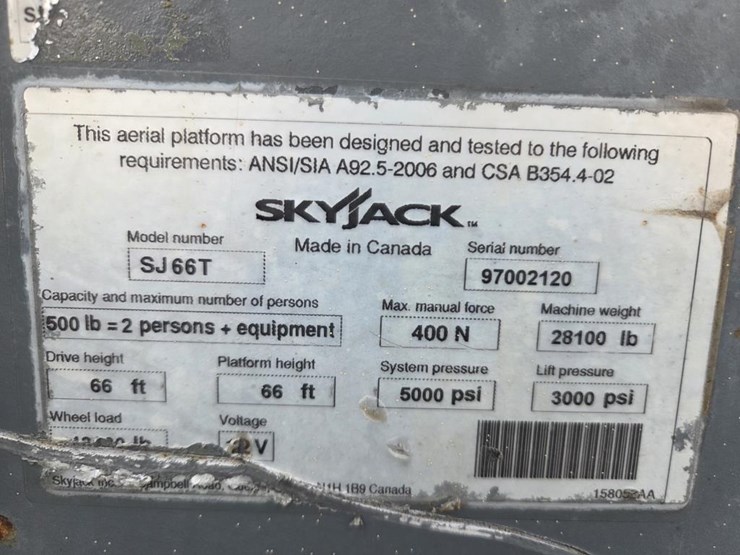 This aerial platform has been designed and tested to the following
requirements: ANSI/SIA A92.5-2006 and CSA B354.4-02
SKYJACK TM
Model number
Made in Canada
Serial number
SJ 66T
97002120
Capacity and maximum number of persons
Max. manual force
Machine weight
500 lb = 2 persons + equipment
400 N
28100 lb
Drive height
Platform height
System pressure
Lift pressure
66 ft
66 ft
5000 psi
3000 psi
Wheel load
Voltage
lb
V
1B9 Canada